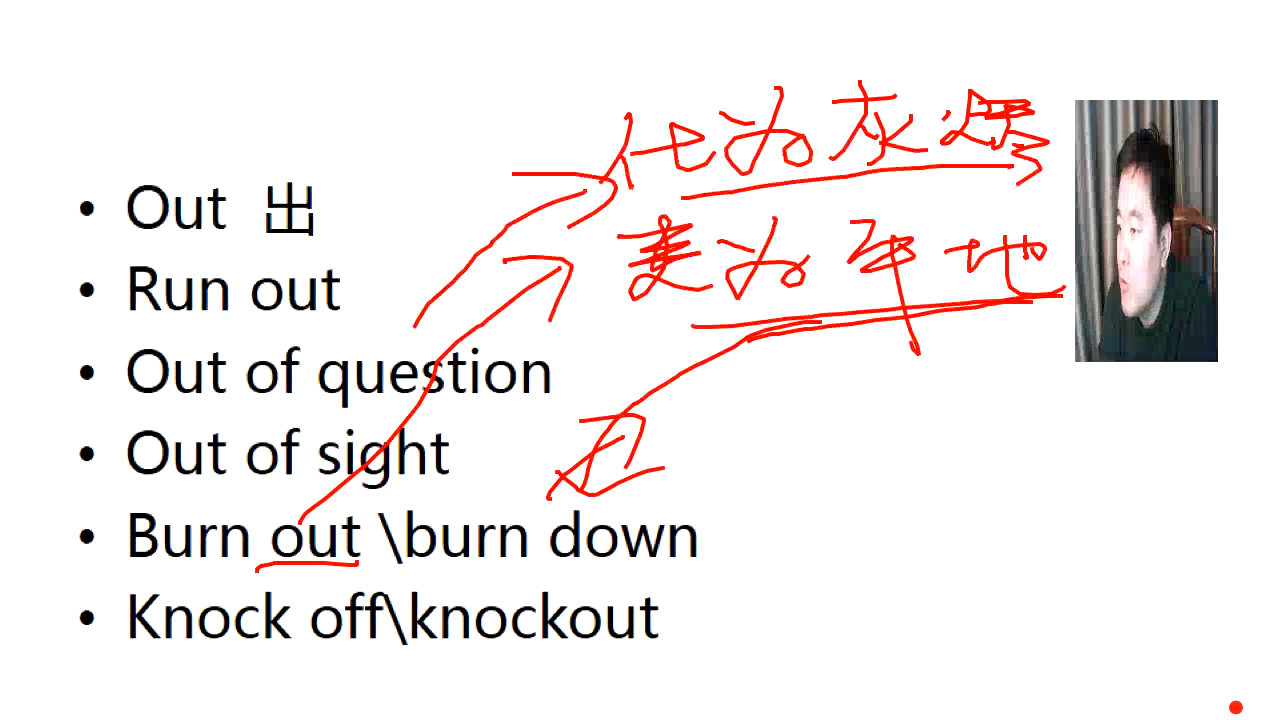 化为灰
夷为平地
• Out 出
• Run out
• Out of question
• Out of sight
• Burn out \burn down
• Knock off\knockout